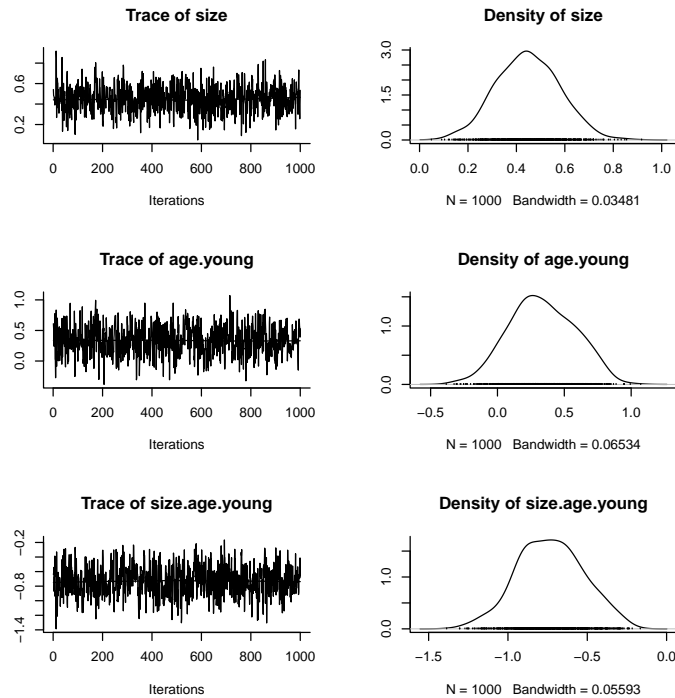 Trace of size
0.2 0.6
0 200 400 600 800 1000
Iterations
Density of size
0.0 1.5 3.0
0.0 0.2 0.4 0.6 0.8 1.0
N = 1000 Bandwidth = 0.03481
Trace of age.young
0.0 0.5 1.0
0 200 400 600 800 1000
Iterations
Density of age.young
0.0 1.0
−0.5 0.0 0.5 1.0
N = 1000 Bandwidth = 0.06534
Trace of size.age.young
−1.4 −0.8 −0.2
0 200 400 600 800 1000
Iterations
Density of size.age.young
0.0 1.0
−1.5 −1.0 −0.5 0.0
N = 1000 Bandwidth = 0.05593